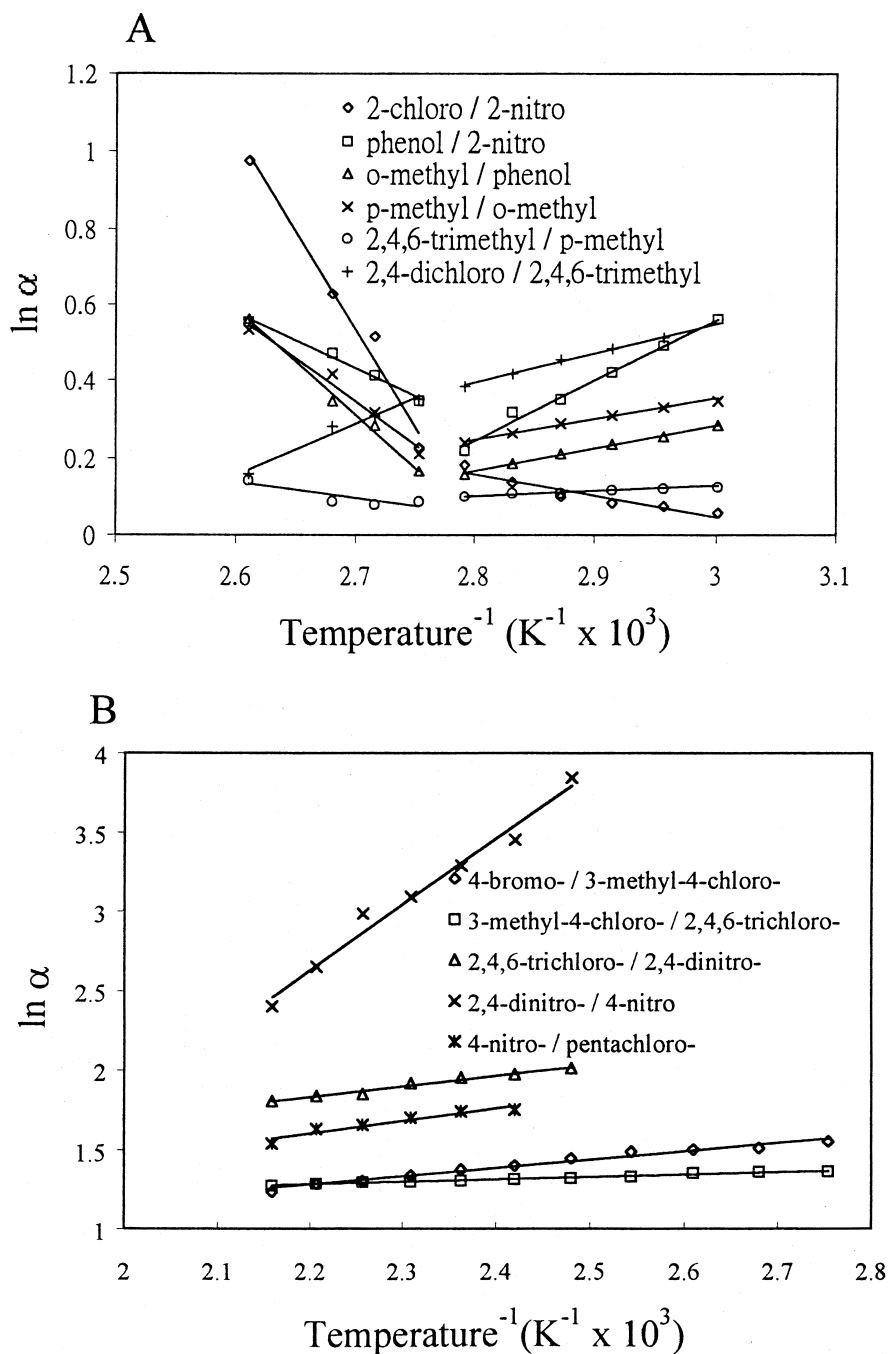 A
1.2
1
0.8
0.6
0.4
0.2
0
ln α
2-chloro / 2-nitro
phenol / 2-nitro
o-methyl / phenol
p-methyl / o-methyl
2,4,6-trimethyl / p-methyl
2,4-dichloro / 2,4,6-trimethyl
2.5 2.6 2.7 2.8 2.9 3 3.1
Temperature⁻¹ (K⁻¹ x 10³)
B
4
3.5
3
2.5
2
1.5
1
ln α
4-bromo- / 3-methyl-4-chloro-
3-methyl-4-chloro- / 2,4,6-trichloro-
2,4,6-trichloro- / 2,4-dinitro-
2,4-dinitro- / 4-nitro
4-nitro- / pentachloro-
2 2.1 2.2 2.3 2.4 2.5 2.6 2.7 2.8
Temperature⁻¹(K⁻¹ x 10³)